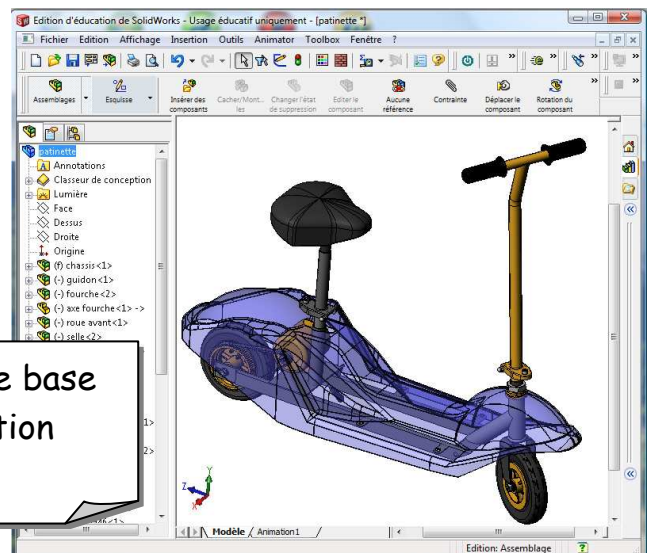 Edition d'éducation de SolidWorks - Usage éducatif uniquement - [patinette *]
Fichier Edition Affichage Insertion Outils Animator Toolbox Fenêtre ?
Assemblages
Esquisse
Insérer des composants
Cacher/Mont... les
Changer l'état de suppression
Editer le composant
Aucune référence
Contrainte
Déplacer le composant
Rotation du composant
patinette
Annotations
Classeur de conception
Lumière
Face
Dessus
Droite
Origine
(f) chassis<1>
(-) guidon<1>
(-) fourche<2>
(-) axe fourche<1> ->
(-) roue avant<1>
(-) selle<2>
e base
tion
1>
2>
Y
Z
X
Modèle
Animation1
Edition: Assemblage